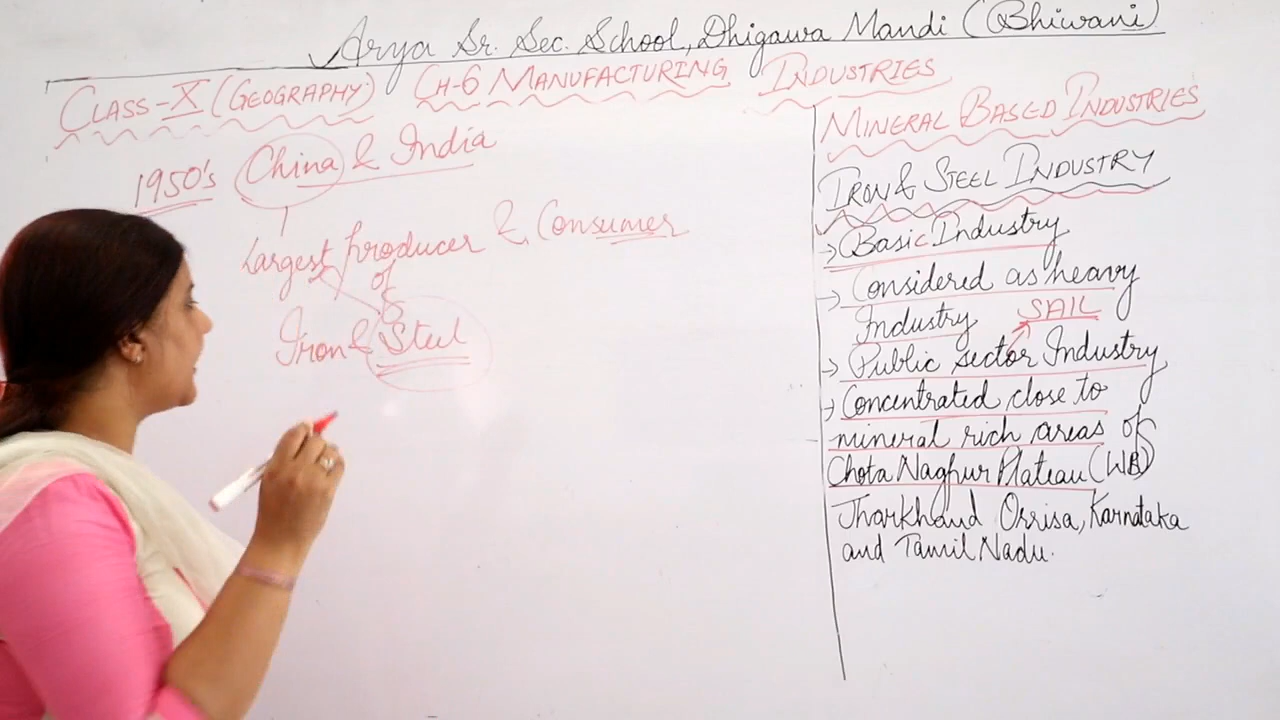 Arya Sr. Sec. School, Dhigawa Mandi (Bhiwani)
CLASS-X (GEOGRAPHY) CH-6 MANUFACTURING INDUSTRIES
1950's China & India
Largest producer & Consumer
of
Iron & Steel
MINERAL BASED INDUSTRIES
IRON & STEEL INDUSTRY
→ Basic Industry
→ Considered as heavy
Industry SAIL
→ Public sector Industry
→ Concentrated close to
mineral rich areas of
Chota Nagpur Plateau (WB)
Jharkhand Orrisa, Karnataka
and Tamil Nadu.